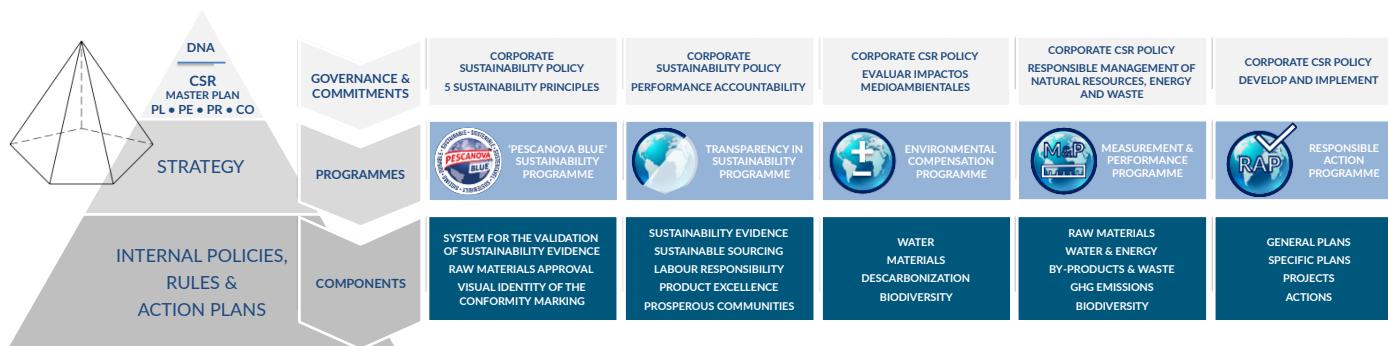 DNA
CSR
MASTER PLAN
PL • PE • PR • CO
STRATEGY
INTERNAL POLICIES,
RULES &
ACTION PLANS
GOVERNANCE &
COMMITMENTS
CORPORATE
SUSTAINABILITY POLICY
5 SUSTAINABILITY PRINCIPLES
CORPORATE
SUSTAINABILITY POLICY
PERFORMANCE ACCOUNTABILITY
CORPORATE CSR POLICY
EVALUAR IMPACTOS
MEDIOAMBIENTALES
CORPORATE CSR POLICY
RESPONSIBLE MANAGEMENT OF
NATURAL RESOURCES, ENERGY
AND WASTE
CORPORATE CSR POLICY
DEVELOP AND IMPLEMENT
PROGRAMMES
PESCANOVA
BLUE
'PESCANOVA BLUE'
SUSTAINABILITY
PROGRAMME
TRANSPARENCY IN
SUSTAINABILITY
PROGRAMME
ENVIRONMENTAL
COMPENSATION
PROGRAMME
M&P
MEASUREMENT &
PERFORMANCE
PROGRAMME
RAP
RESPONSIBLE
ACTION
PROGRAMME
COMPONENTS
SYSTEM FOR THE VALIDATION
OF SUSTAINABILITY EVIDENCE
RAW MATERIALS APPROVAL
VISUAL IDENTITY OF THE
CONFORMITY MARKING
SUSTAINABILITY EVIDENCE
SUSTAINABLE SOURCING
LABOUR RESPONSIBILITY
PRODUCT EXCELLENCE
PROSPEROUS COMMUNITIES
WATER
MATERIALS
DESCARBONIZATION
BIODIVERSITY
RAW MATERIALS
WATER & ENERGY
BY-PRODUCTS & WASTE
GHG EMISSIONS
BIODIVERSITY
GENERAL PLANS
SPECIFIC PLANS
PROJECTS
ACTIONS